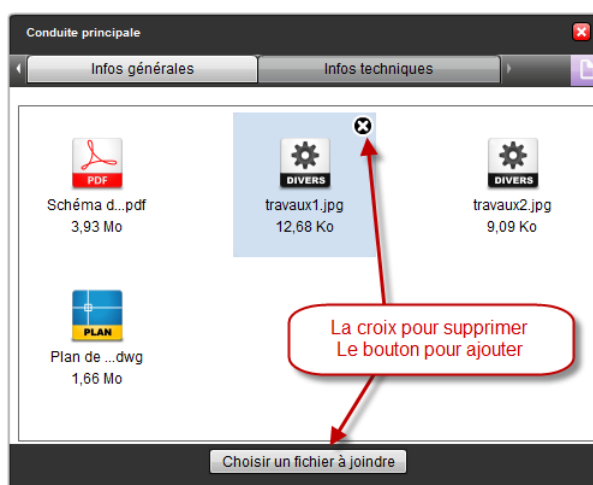 Conduite principale
Infos générales
Infos techniques
PDF
DIVERS
DIVERS
Schéma d...pdf
travaux1.jpg
travaux2.jpg
3,93 Mo
12,68 Ko
9,09 Ko
PLAN
Plan de ...dwg
1,66 Mo
La croix pour supprimer
Le bouton pour ajouter
Choisir un fichier à joindre